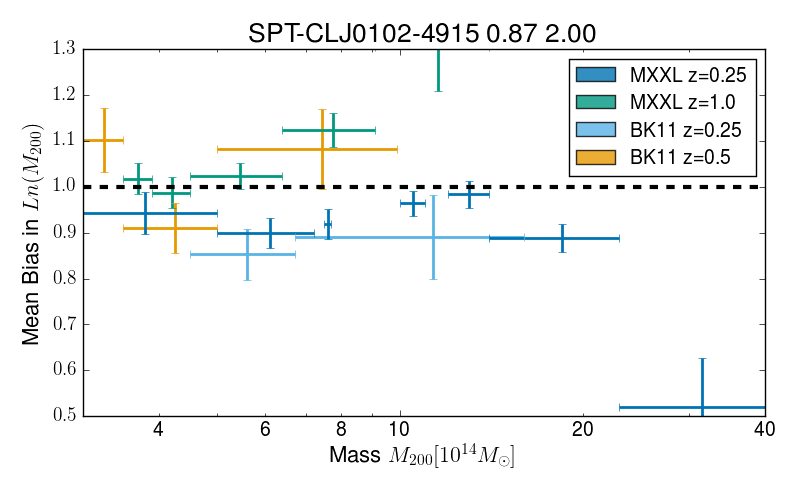 SPT-CLJ0102-4915 0.87 2.00
1.3
1.2
1.1
1.0
0.9
0.8
0.7
0.6
0.5
Mean Bias in Ln(M₂₀₀)
MXXL z=0.25
MXXL z=1.0
BK11 z=0.25
BK11 z=0.5
4 6 8 10 20 40
Mass M₂₀₀[10¹⁴M☉]